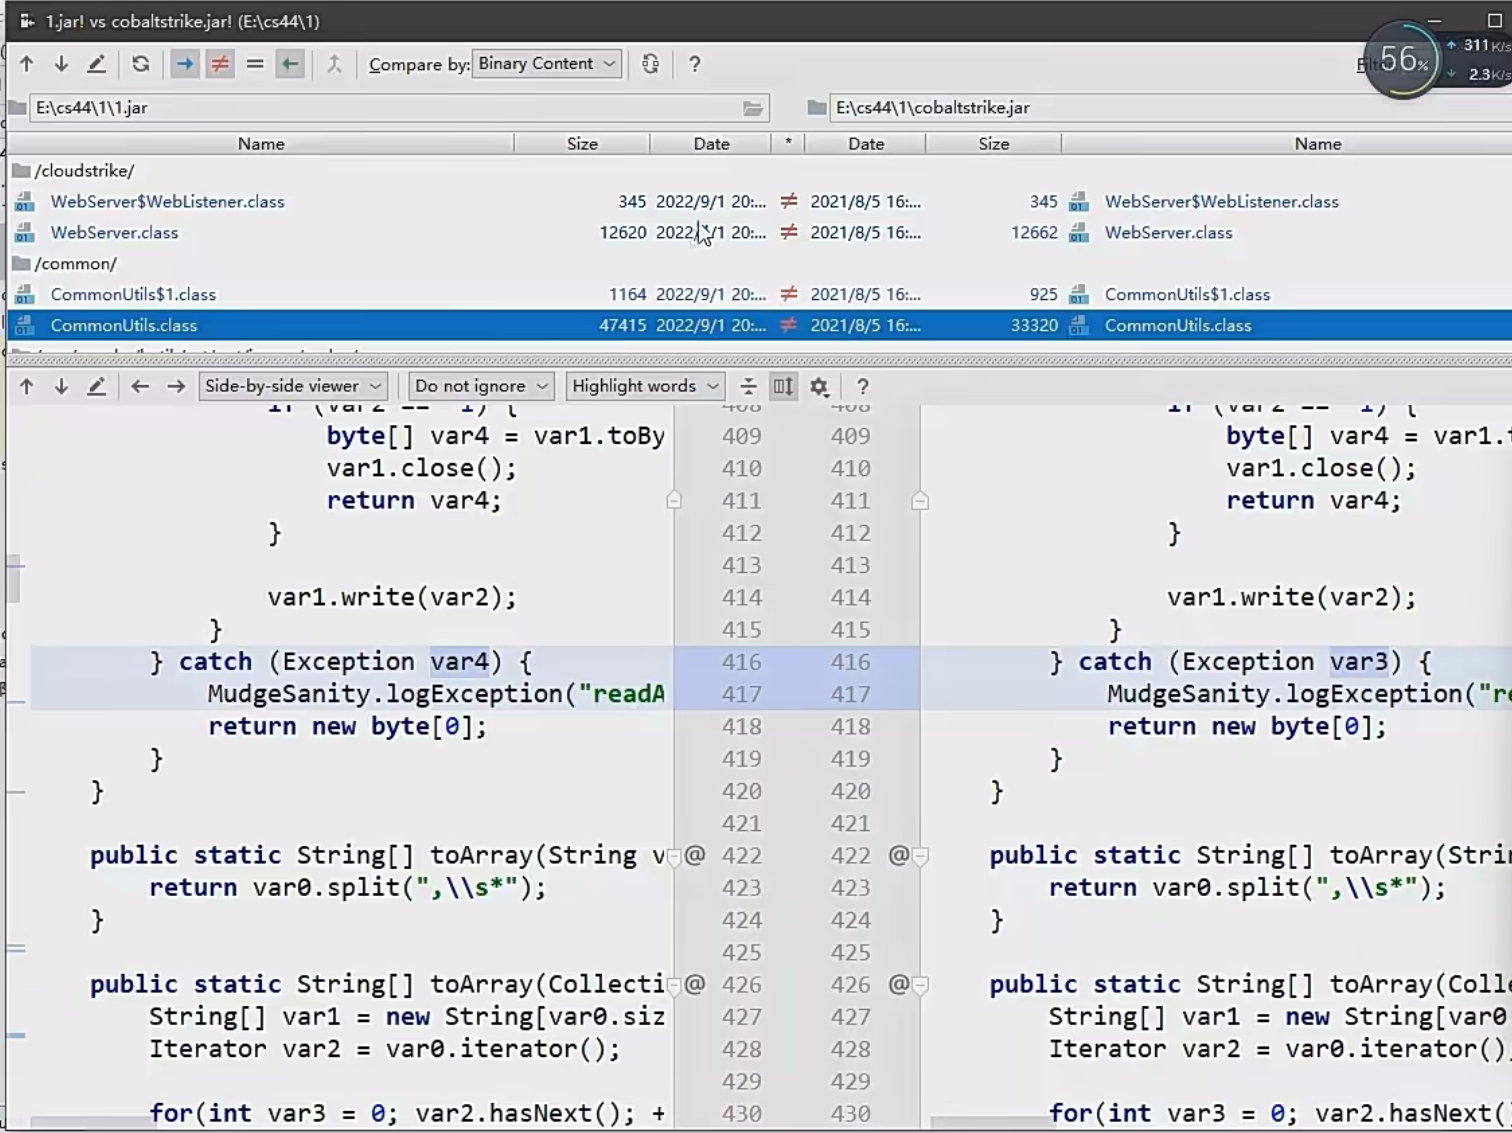 1.jar! vs cobaltstrike.jar! (E:\cs44\1)
Compare by: Binary Content ?
56% 311K/s
2.3K/s
E:\cs44\1\1.jar E:\cs44\1\cobaltstrike.jar
Name Size Date * Date Size Name
/cloudstrike/
WebServer$WebListener.class 345 2022/9/1 20:... ≠ 2021/8/5 16:... 345 WebServer$WebListener.class
WebServer.class 12620 2022/9/1 20:... ≠ 2021/8/5 16:... 12662 WebServer.class
/common/
CommonUtils$1.class 1164 2022/9/1 20:... ≠ 2021/8/5 16:... 925 CommonUtils$1.class
CommonUtils.class 47415 2022/9/1 20:... ≠ 2021/8/5 16:... 33320 CommonUtils.class
Side-by-side viewer Do not ignore Highlight words ?
if (var2 == -1) { 408 408 if (var2 == -1) {
byte[] var4 = var1.toBy 409 409 byte[] var4 = var1.
var1.close(); 410 410 var1.close();
return var4; 411 411 return var4;
} 412 412 }
413 413
var1.write(var2); 414 414 var1.write(var2);
} 415 415 }
} catch (Exception var4) { 416 416 } catch (Exception var3) {
MudgeSanity.logException("readA 417 417 MudgeSanity.logException("re
return new byte[0]; 418 418 return new byte[0];
} 419 419 }
} 420 420 }
421 421
public static String[] toArray(String v @ 422 422 @ public static String[] toArray(Strin
return var0.split(",\\s*"); 423 423 return var0.split(",\\s*");
} 424 424 }
425 425
public static String[] toArray(Collecti @ 426 426 @ public static String[] toArray(Colle
String[] var1 = new String[var0.siz 427 427 String[] var1 = new String[var0
Iterator var2 = var0.iterator(); 428 428 Iterator var2 = var0.iterator()
429 429
for(int var3 = 0; var2.hasNext(); + 430 430 for(int var3 = 0; var2.hasNext()